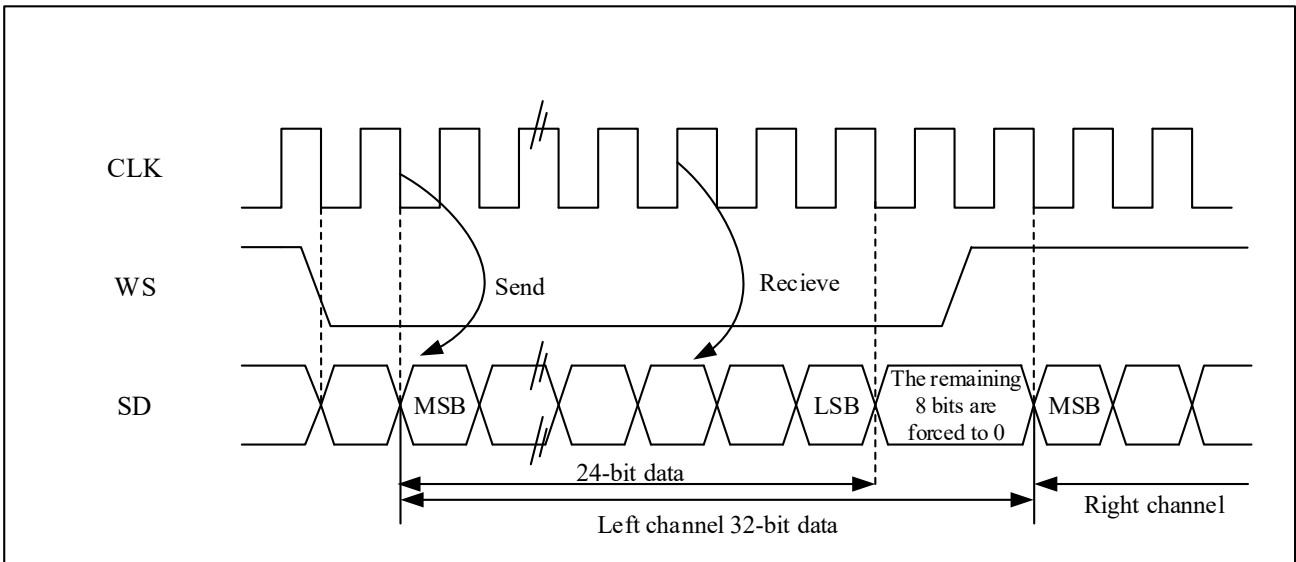 CLK
WS
Send
Recieve
SD
MSB
LSB
The remaining
8 bits are
forced to 0
MSB
24-bit data
Right channel
Left channel 32-bit data